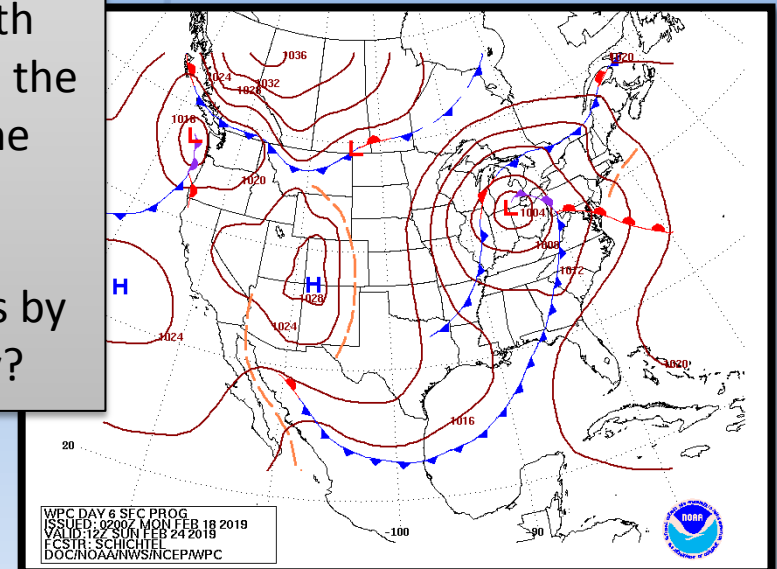 th
the
ne
s by
?
1036
1024
1032
1028
1020
1016
L
L
1020
L
1004
1008
1012
H
H
1028
1024
1024
1020
1016
20
-100
-90
WPC DAY 6 SFC PROG
ISSUED: 0200Z MON FEB 18 2019
VALID: 12Z SUN FEB 24 2019
FCSTR: SCHICHTEL
DOC/NOAA/NWS/NCEP/WPC
NOAA